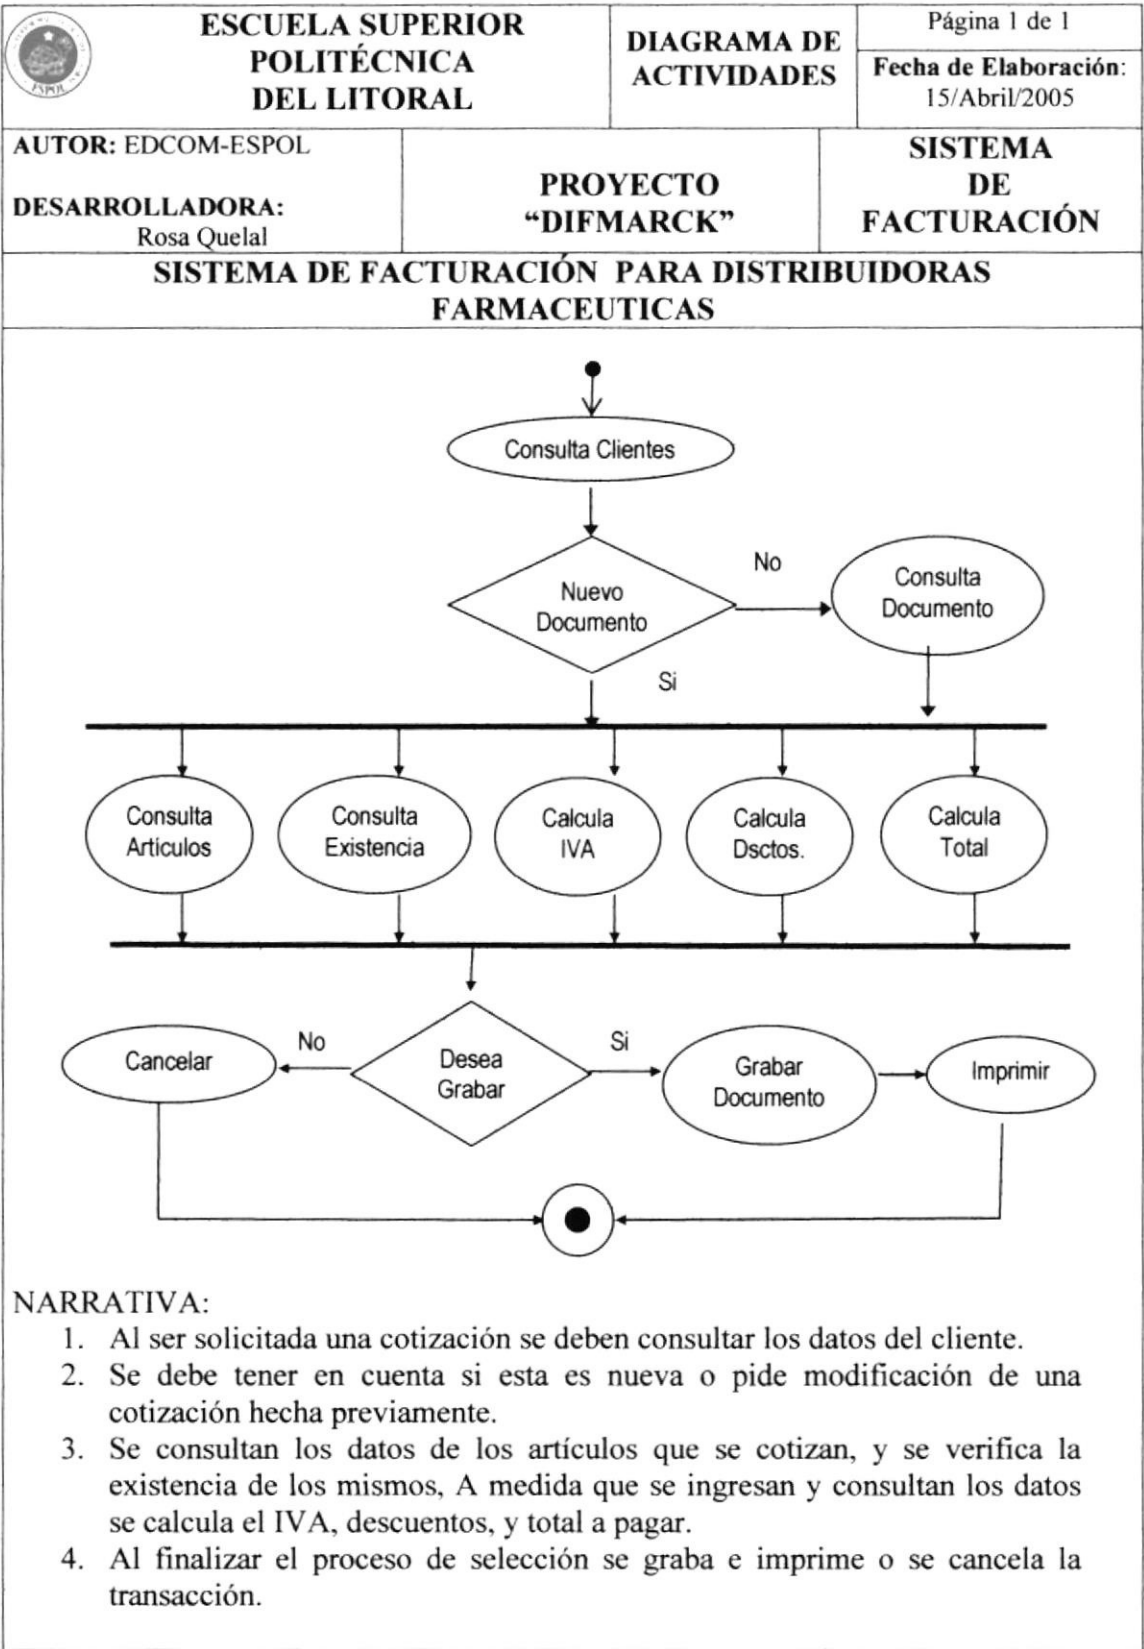 ESPOL
ESCUELA SUPERIOR
POLITÉCNICA
DEL LITORAL
DIAGRAMA DE
ACTIVIDADES
Página 1 de 1
Fecha de Elaboración:
15/Abril/2005
AUTOR: EDCOM-ESPOL
DESARROLLADORA:
Rosa Quelal
PROYECTO
“DIFMARCK”
SISTEMA
DE
FACTURACIÓN
SISTEMA DE FACTURACIÓN PARA DISTRIBUIDORAS
FARMACEUTICAS
Consulta Clientes
Nuevo
Documento
No
Consulta
Documento
Si
Consulta
Articulos
Consulta
Existencia
Calcula
IVA
Calcula
Dsctos.
Calcula
Total
Cancelar
No
Desea
Grabar
Si
Grabar
Documento
Imprimir
NARRATIVA:
1. Al ser solicitada una cotización se deben consultar los datos del cliente.
2. Se debe tener en cuenta si esta es nueva o pide modificación de una
cotización hecha previamente.
3. Se consultan los datos de los artículos que se cotizan, y se verifica la
existencia de los mismos, A medida que se ingresan y consultan los datos
se calcula el IVA, descuentos, y total a pagar.
4. Al finalizar el proceso de selección se graba e imprime o se cancela la
transacción.